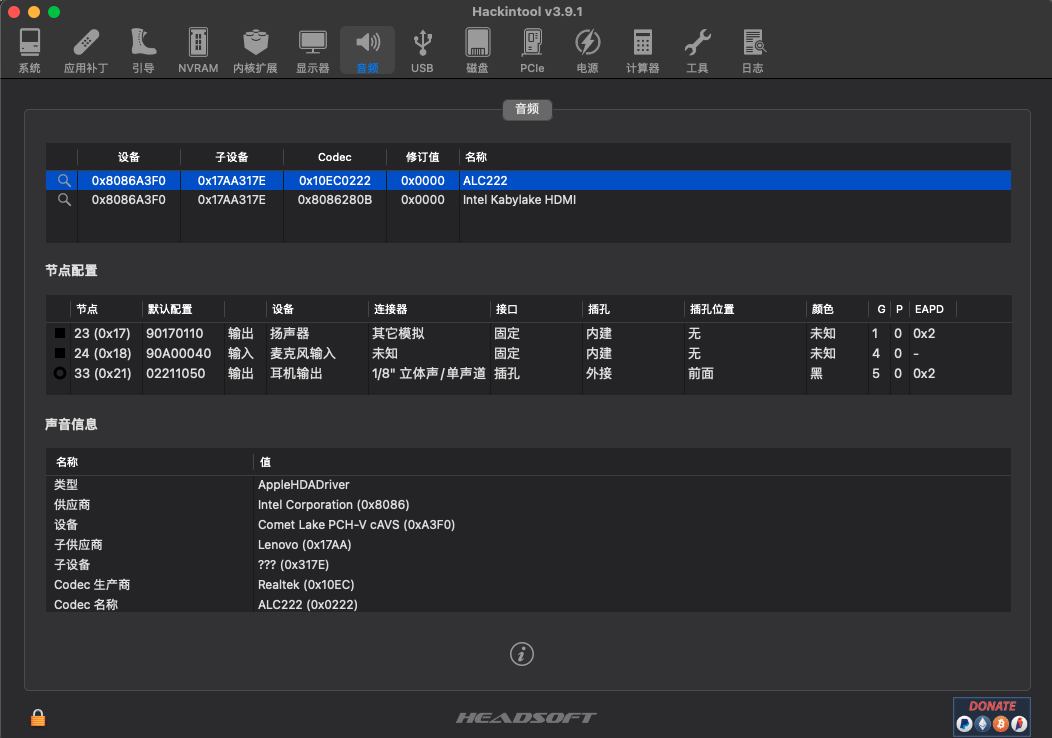 Hackintool v3.9.1
系统 应用补丁 引导 NVRAM 内核扩展 显示器 音频 USB 磁盘 PCIe 电源 计算器 工具 日志
音频
设备 子设备 Codec 修订值 名称
0x8086A3F0 0x17AA317E 0x10EC0222 0x0000 ALC222
0x8086A3F0 0x17AA317E 0x8086280B 0x0000 Intel Kabylake HDMI
节点配置
节点 默认配置 设备 连接器 接口 插孔 插孔位置 颜色 G P EAPD
23 (0x17) 90170110 输出 扬声器 其它模拟 固定 内建 无 未知 1 0 0x2
24 (0x18) 90A00040 输入 麦克风输入 未知 固定 内建 无 未知 4 0 -
33 (0x21) 02211050 输出 耳机输出 1/8" 立体声/单声道 插孔 外接 前面 黑 5 0 0x2
声音信息
名称 值
类型 AppleHDADriver
供应商 Intel Corporation (0x8086)
设备 Comet Lake PCH-V cAVS (0xA3F0)
子供应商 Lenovo (0x17AA)
子设备 ??? (0x317E)
Codec 生产商 Realtek (0x10EC)
Codec 名称 ALC222 (0x0222)
HEADSOFT
DONATE